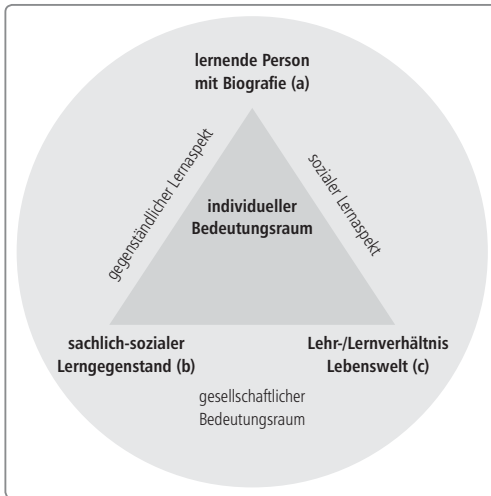 lernende Person
mit Biografie (a)
gegenständlicher Lernaspekt
sozialer Lernaspekt
individueller
Bedeutungsraum
sachlich-sozialer
Lerngegenstand (b)
Lehr-/Lernverhältnis
Lebenswelt (c)
gesellschaftlicher
Bedeutungsraum